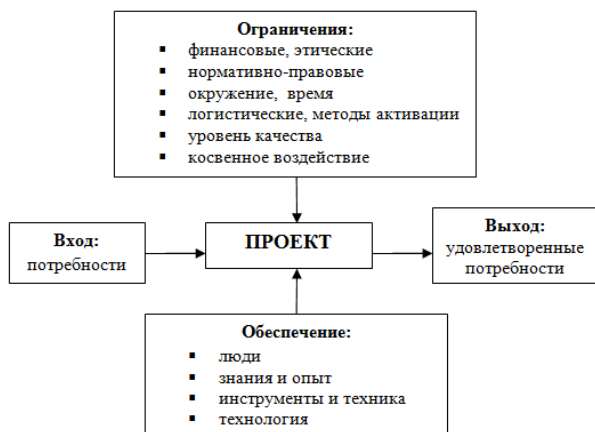 Ограничения:
▪ финансовые, этические
▪ нормативно-правовые
▪ окружение, время
▪ логистические, методы активации
▪ уровень качества
▪ косвенное воздействие
Вход:
потребности
ПРОЕКТ
Выход:
удовлетворенные
потребности
Обеспечение:
▪ люди
▪ знания и опыт
▪ инструменты и техника
▪ технология